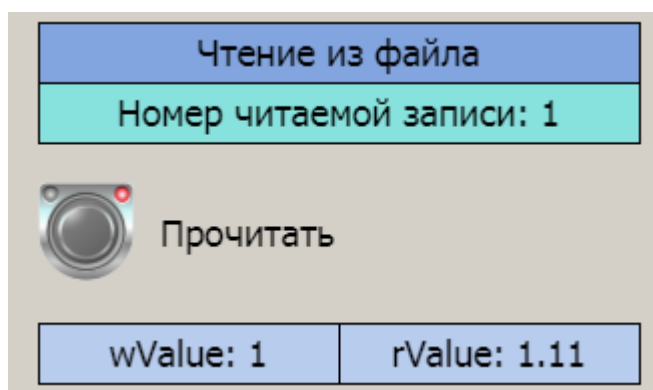 Чтение из файла
Номер читаемой записи: 1
Прочитать
wValue: 1 rValue: 1.11